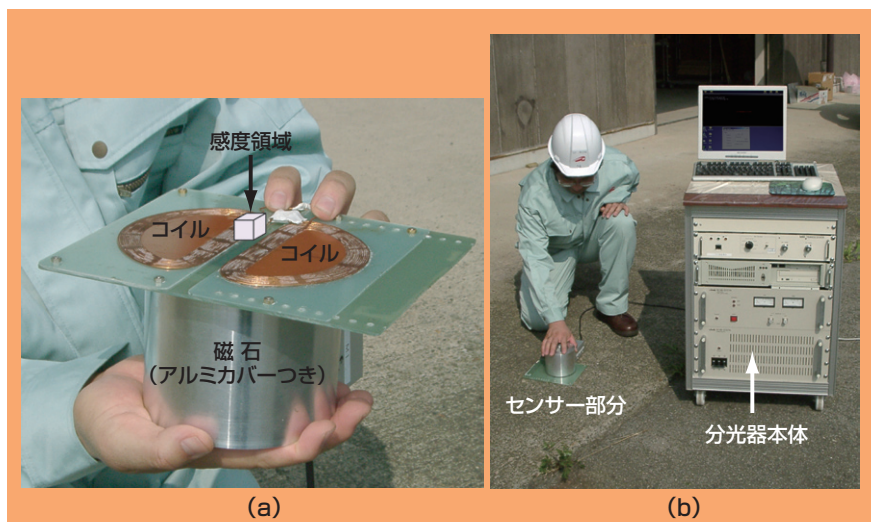 感度領域
コイル
コイル
磁 石
(アルミカバーつき)
(a)
センサー部分
分光器本体
(b)